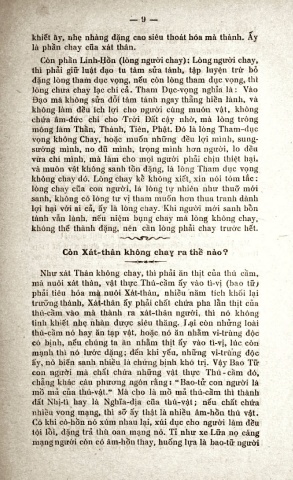 — 9 —
khiết ấy, nhẹ nhàng đặng cao siêu thoát hóa mà thành. Ấy
là phần chay của xát thân.
Còn phần Linh-Hồn (lòng người chay): Lòng người chay,
thì phải giữ luật đạo tu tâm sửa tánh, tập luyện trừ bỏ
đặng lòng tham dục vọng, nếu còn lòng tham dục vọng, thì
lòng chưa chay lạc chi cả. Tham Dục-vọng nghĩa là: Vào
Đạo mà không sửa đổi tâm tánh ngay thẳng hiền lành, và
không làm đều lợi ích cho người cùng muôn vật, không
chứa âm-đức chi cho Trời Đất cậy nhờ, mà lòng trông
mông làm Thần, Thánh, Tiên, Phật. Đó là lòng Tham-dục
vọng không Chay, hoặc muốn những đều lợi mình, sung-
sướng mình, no đủ mình, trọng mình hơn người, lo đều
vừa chi mình, mà làm cho mọi người phải chịu thiệt hại.
và muôn vật không sanh tồn đặng, là lòng Tham dục vọng
không chay đó. Lòng chay kể không xiết, xin nói tóm tắc:
lòng chay của con người, là lòng tự nhiên như thuở mới
sanh, không có lòng tư vị tham muốn hơn thua tranh dành
lợi hại với ai cả, ấy là lòng chay. Khi người mới sanh hồn
tánh vẫn lành, nếu niệm bụng chay mà lòng không chay,
không thể thành đặng, nên cần lòng phải chay trước hết.
Còn Xát-thân không chay ra thế nào?
Như xát Thân không chay, thì phải ăn thịt của thú cầm,
mà nuôi xát thân, vật thực Thú-cầm ấy vào tì-vị (bao tử)
phải tiêu hóa mà nuôi Xát-thân, nhiều năm tích khối lại
trưởng thành, Xát-thân ấy phải chất chứa pha lẫn thịt của
thú-cầm vào mà thành ra xát-thân người, thì nó không
tinh khiết nhẹ nhàn được siêu thăng. Lại còn những loài
thú-cầm nó hay ăn tạp vật, hoặc nó ăn nhằm vi-trùng độc
có bịnh, nếu chúng ta ăn nhằm thịt ấy vào tì-vị, lúc còn
mạnh thì nó lướt đặng; đến khi yếu, những vi-trùng độc
ấy, nó biến sanh nhiều là chứng bịnh khó trị. Vậy Bao Tử
con người mà chất chứa những vật thực Thú-cầm đó,
chẳng khác câu phương ngôn rằng: "Bao-tử con người là
mồ mả của thú-vật." Mà cho là mồ mả thú-cầm thì thành
đất Nhị-tì hay là Nghĩa-địa của thú-vật; nếu chất chứa
nhiều vong mạng, thì sở ấy thật là nhiều âm-hồn thú vật.
Có khi cô-hồn nó xúm nhau lại, xúi dục cho người làm đều
tội lỗi, đặng trả thù oan mạng nó. Tỉ như xe Lửa nọ cáng
mạng người còn có âm-hồn thay, huống lựa là bao-tử người